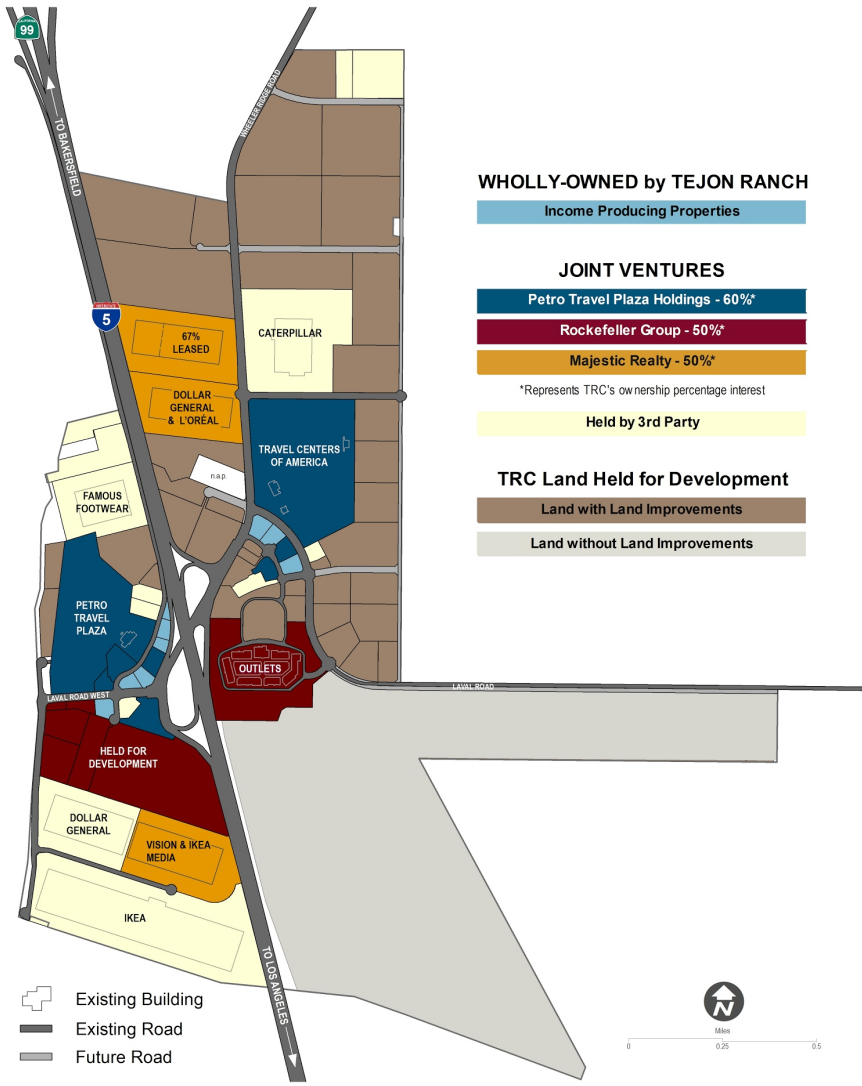 CALIFORNIA
99
TO BAKERSFIELD
WHEELER RIDGE ROAD
INTERSTATE
5
67%
LEASED
CATERPILLAR
DOLLAR
GENERAL
& L'ORÉAL
TRAVEL CENTERS
OF AMERICA
n.a.p.
FAMOUS
FOOTWEAR
PETRO
TRAVEL
PLAZA
OUTLETS
LAVAL ROAD WEST
LAVAL ROAD
HELD FOR
DEVELOPMENT
DOLLAR
GENERAL
VISION & IKEA
MEDIA
IKEA
TO LOS ANGELES
WHOLLY-OWNED by TEJON RANCH
Income Producing Properties
JOINT VENTURES
Petro Travel Plaza Holdings - 60%*
Rockefeller Group - 50%*
Majestic Realty - 50%*
*Represents TRC's ownership percentage interest
Held by 3rd Party
TRC Land Held for Development
Land with Land Improvements
Land without Land Improvements
Existing Building
Existing Road
Future Road
N
Miles
0 0.25 0.5